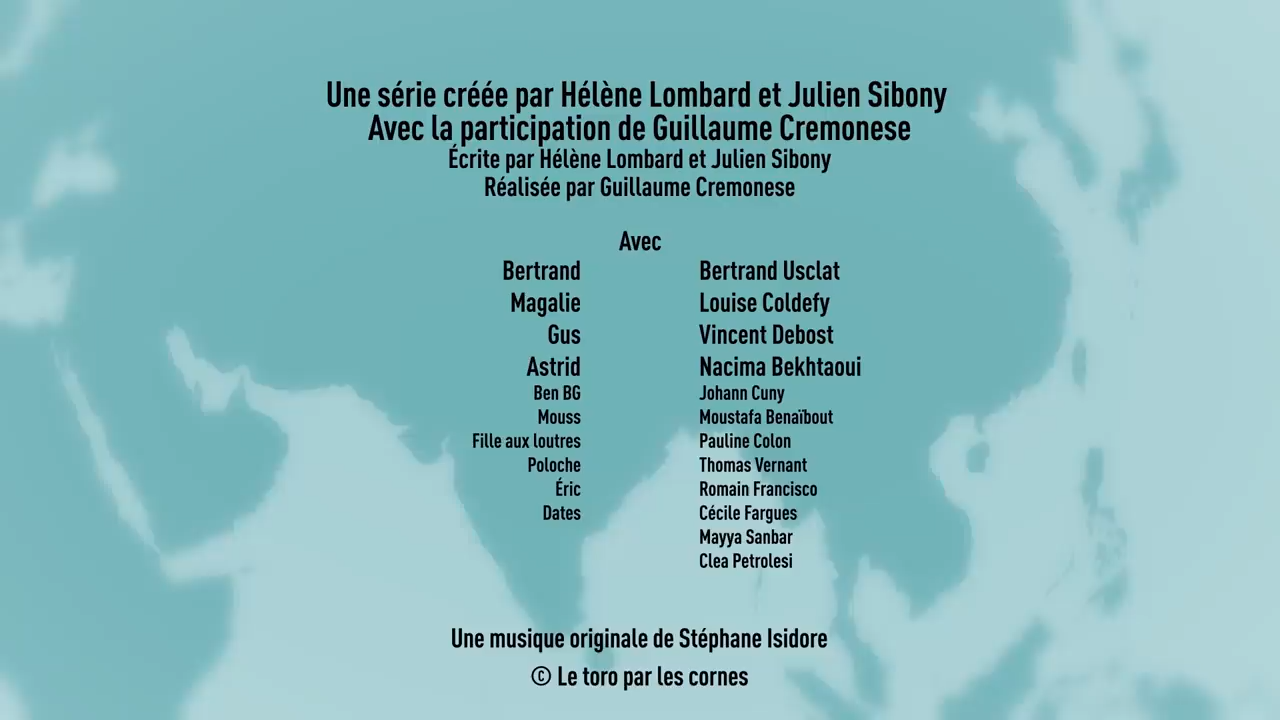 Une série créée par Hélène Lombard et Julien Sibony
Avec la participation de Guillaume Cremonese
Écrite par Hélène Lombard et Julien Sibony
Réalisée par Guillaume Cremonese
Avec
Bertrand Bertrand Usclat
Magalie Louise Coldefy
Gus Vincent Debost
Astrid Nacima Bekhtaoui
Ben BG Johann Cuny
Mouss Moustafa Benaïbout
Fille aux loutres Pauline Colon
Poloche Thomas Vernant
Éric Romain Francisco
Dates Cécile Fargues
Mayya Sanbar
Clea Petrolesi
Une musique originale de Stéphane Isidore
© Le toro par les cornes